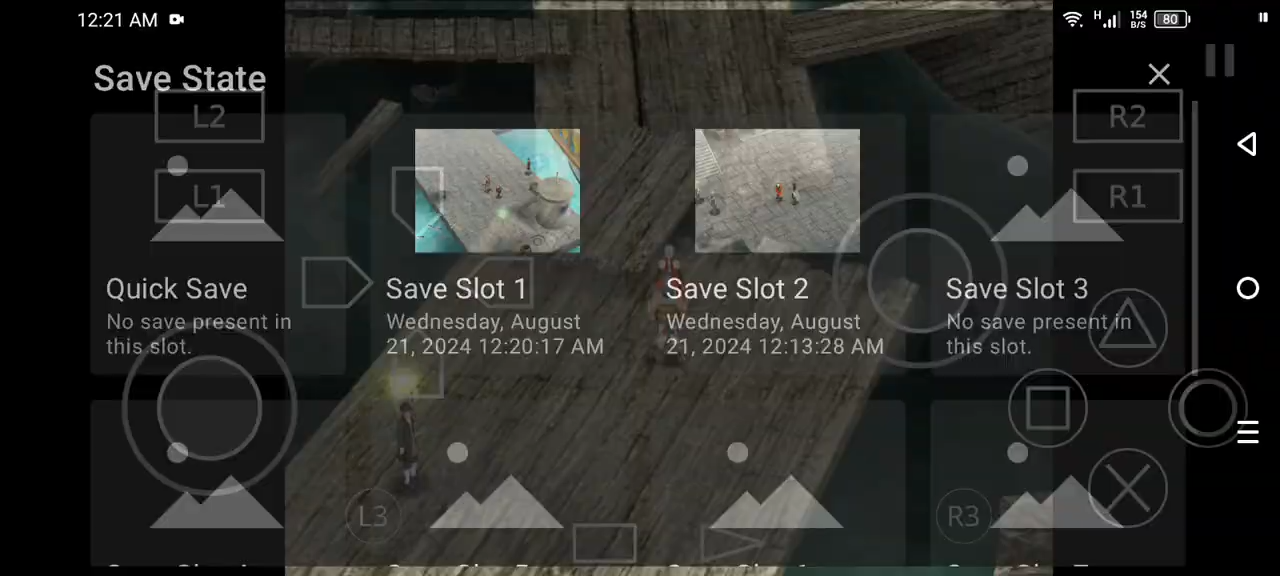 12:21 AM
H
154
B/S
80
Save State
L2
R2
L1
R1
Quick Save
No save present in
this slot.
Save Slot 1
Wednesday, August
21, 2024 12:20:17 AM
Save Slot 2
Wednesday, August
21, 2024 12:13:28 AM
Save Slot 3
No save present in
this slot.
L3
R3